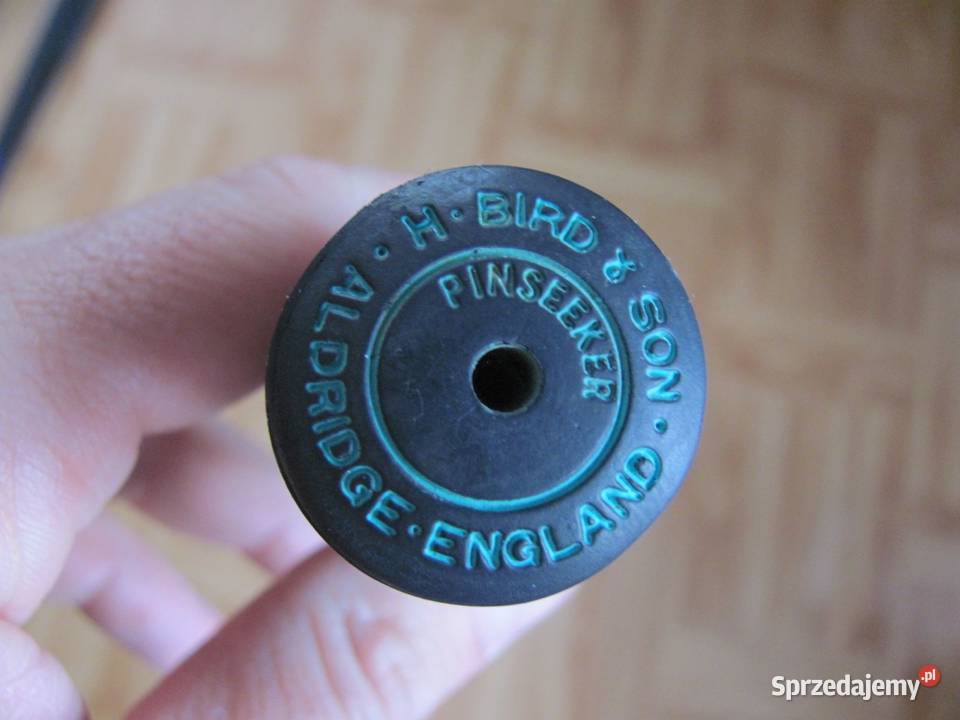 H. BIRD & SON · ENGLAND · ALDRIDGE ·
PINSEEKER
Sprzedajemy.pl